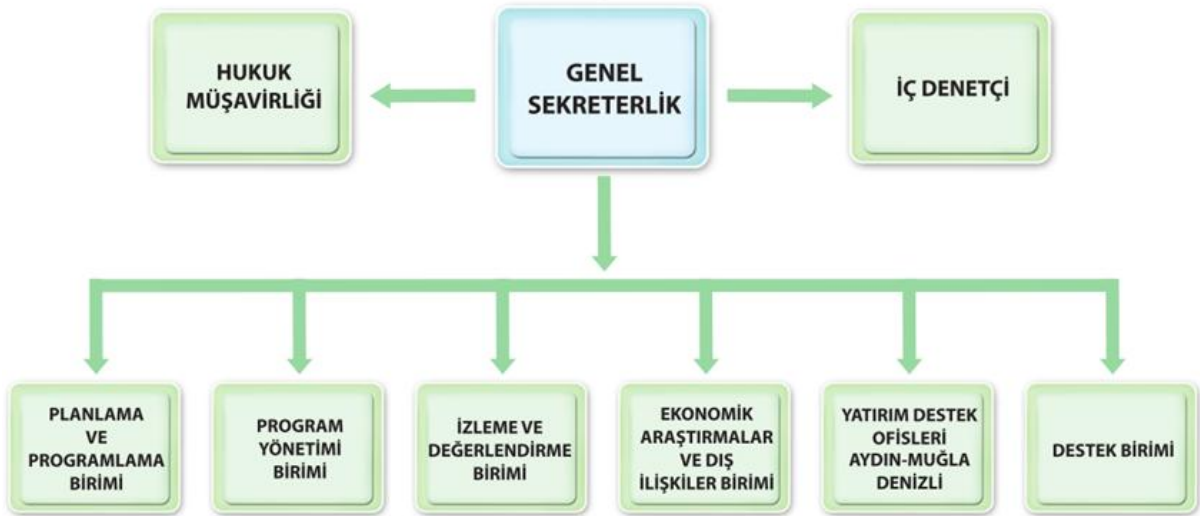 HUKUK
MÜŞAVİRLİĞİ
GENEL
SEKRETERLİK
İÇ DENETÇİ
PLANLAMA
VE
PROGRAMLAMA
BİRİMİ
PROGRAM
YÖNETİMİ
BİRİMİ
İZLEME VE
DEĞERLENDİRME
BİRİMİ
EKONOMİK
ARAŞTIRMALAR
VE DIŞ
İLİŞKİLER BİRİMİ
YATIRIM DESTEK
OFİSLERİ
AYDIN-MUĞLA
DENİZLİ
DESTEK BİRİMİ